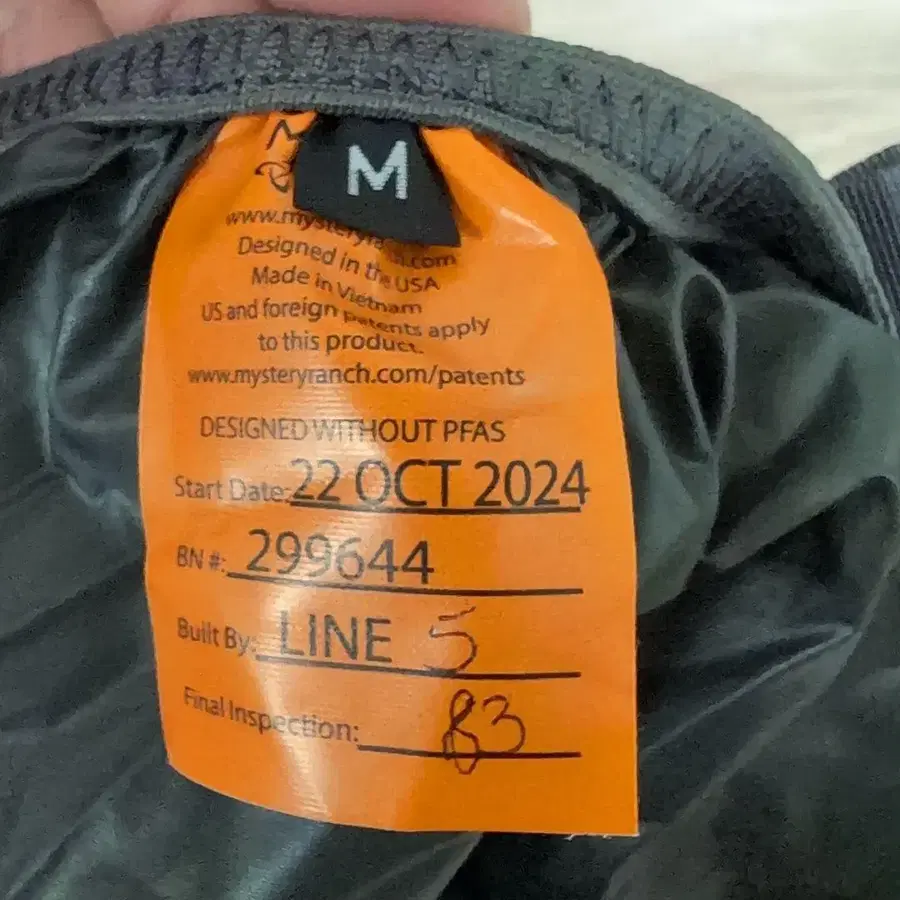 M
www.mysteryra .com
Designed in the USA
Made in Vietnam
US and foreign patents apply
to this product.
www.mysteryranch.com/patents
DESIGNED WITHOUT PFAS
Start Date: 22 OCT 2024
BN #: 299644
Built By: LINE 5
Final Inspection: 83